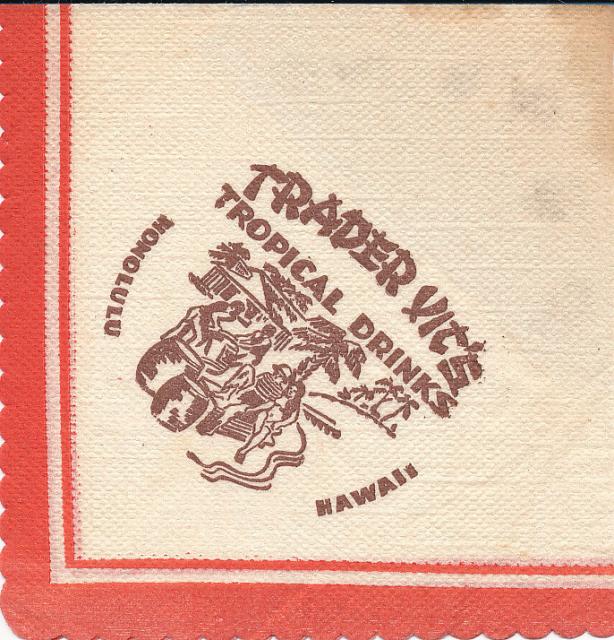 TRADER VIC'S
TROPICAL DRINKS
HONOLULU
HAWAII